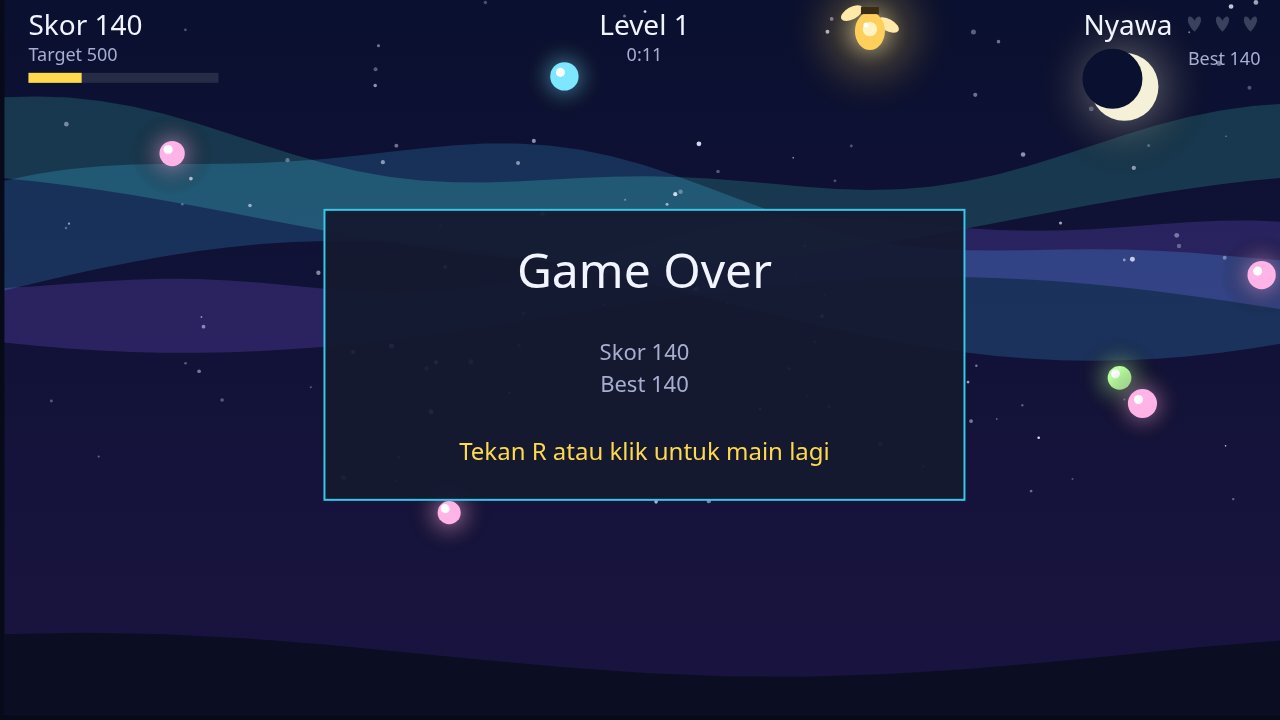 Skor 140
Level 1
Nyawa
Target 500
0:11
Best 140
Game Over
Skor 140
Best 140
Tekan R atau klik untuk main lagi